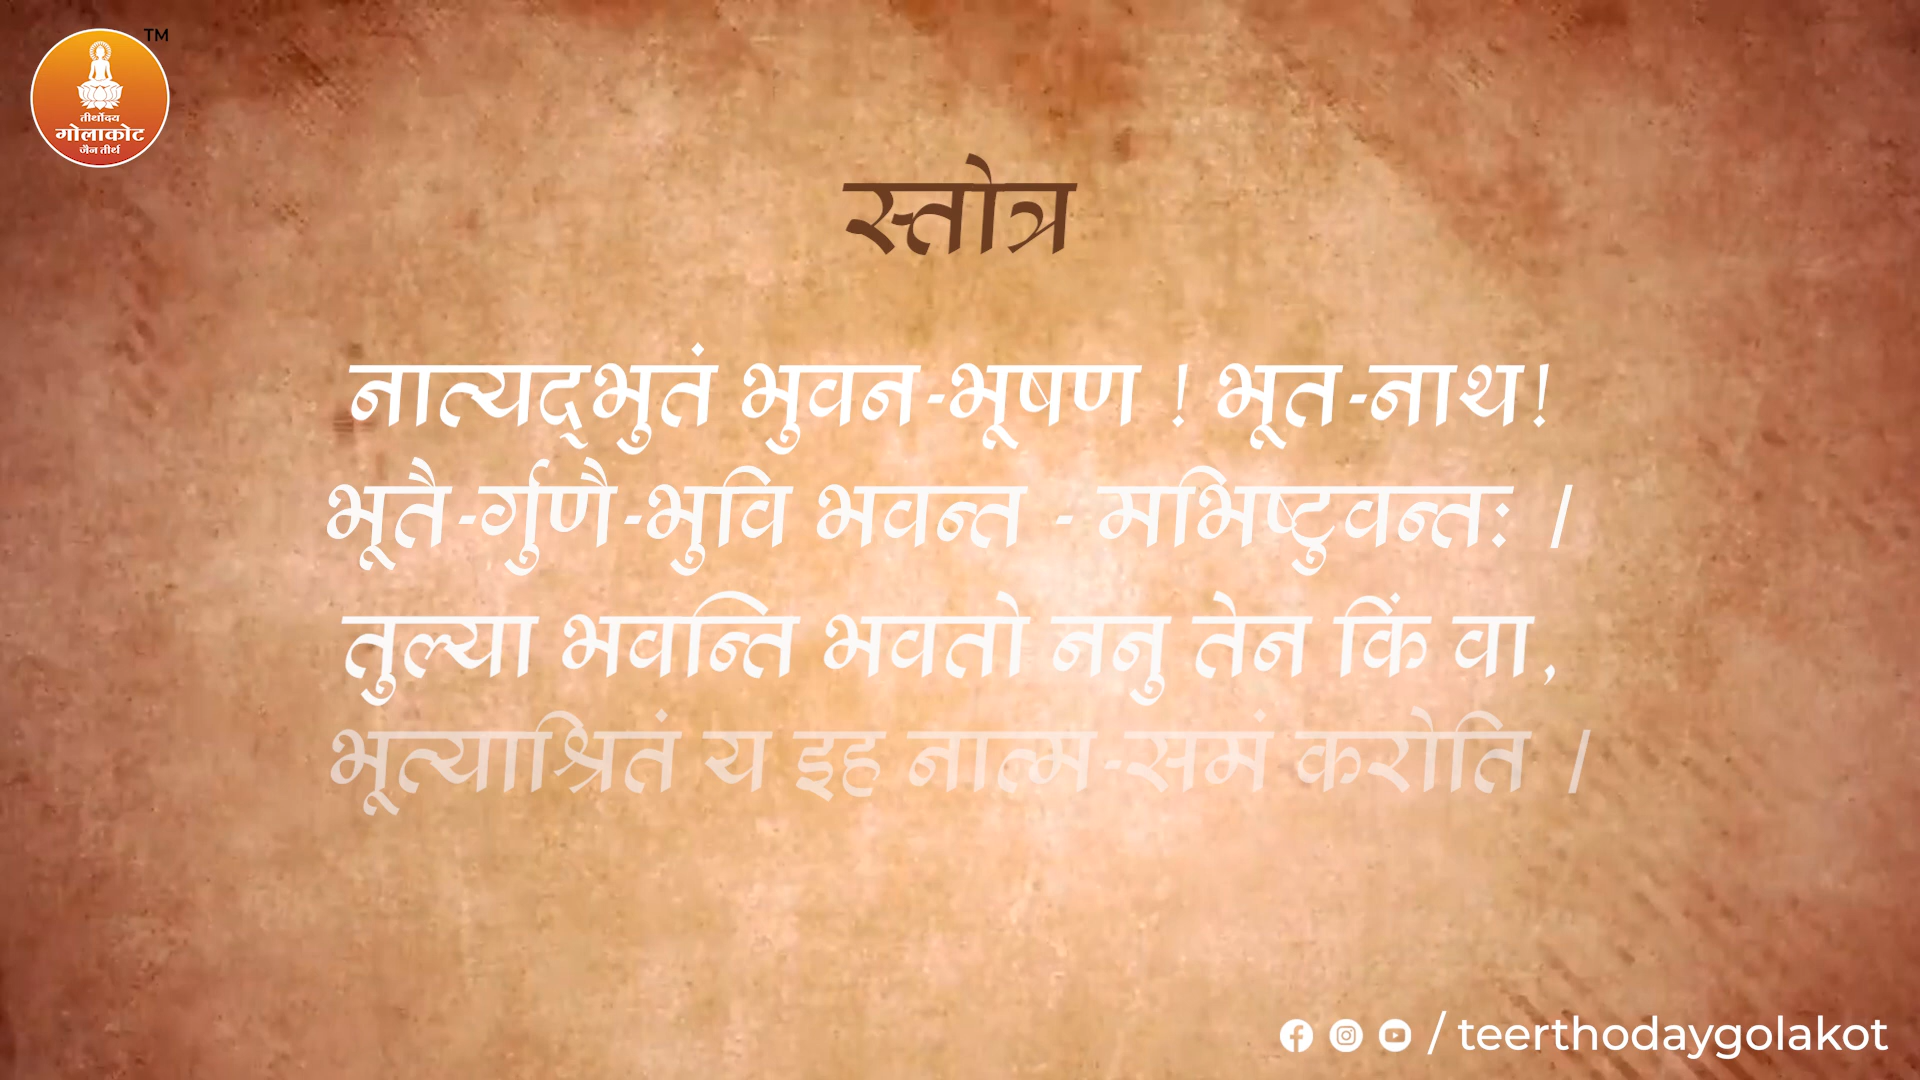 TM
तीर्थोदय
गोलाकोट
जैन तीर्थ
स्तोत्र
नात्यद्‌भुतं भुवन-भूषण ! भूत-नाथ!
भूतै-र्गुणै-भुवि भवन्त - मभिष्टुवन्तः ।
तुल्या भवन्ति भवतो ननु तेन किं वा,
भूत्याश्रितं य इह नात्म-समं करोति ।
/ teerthodaygolakot